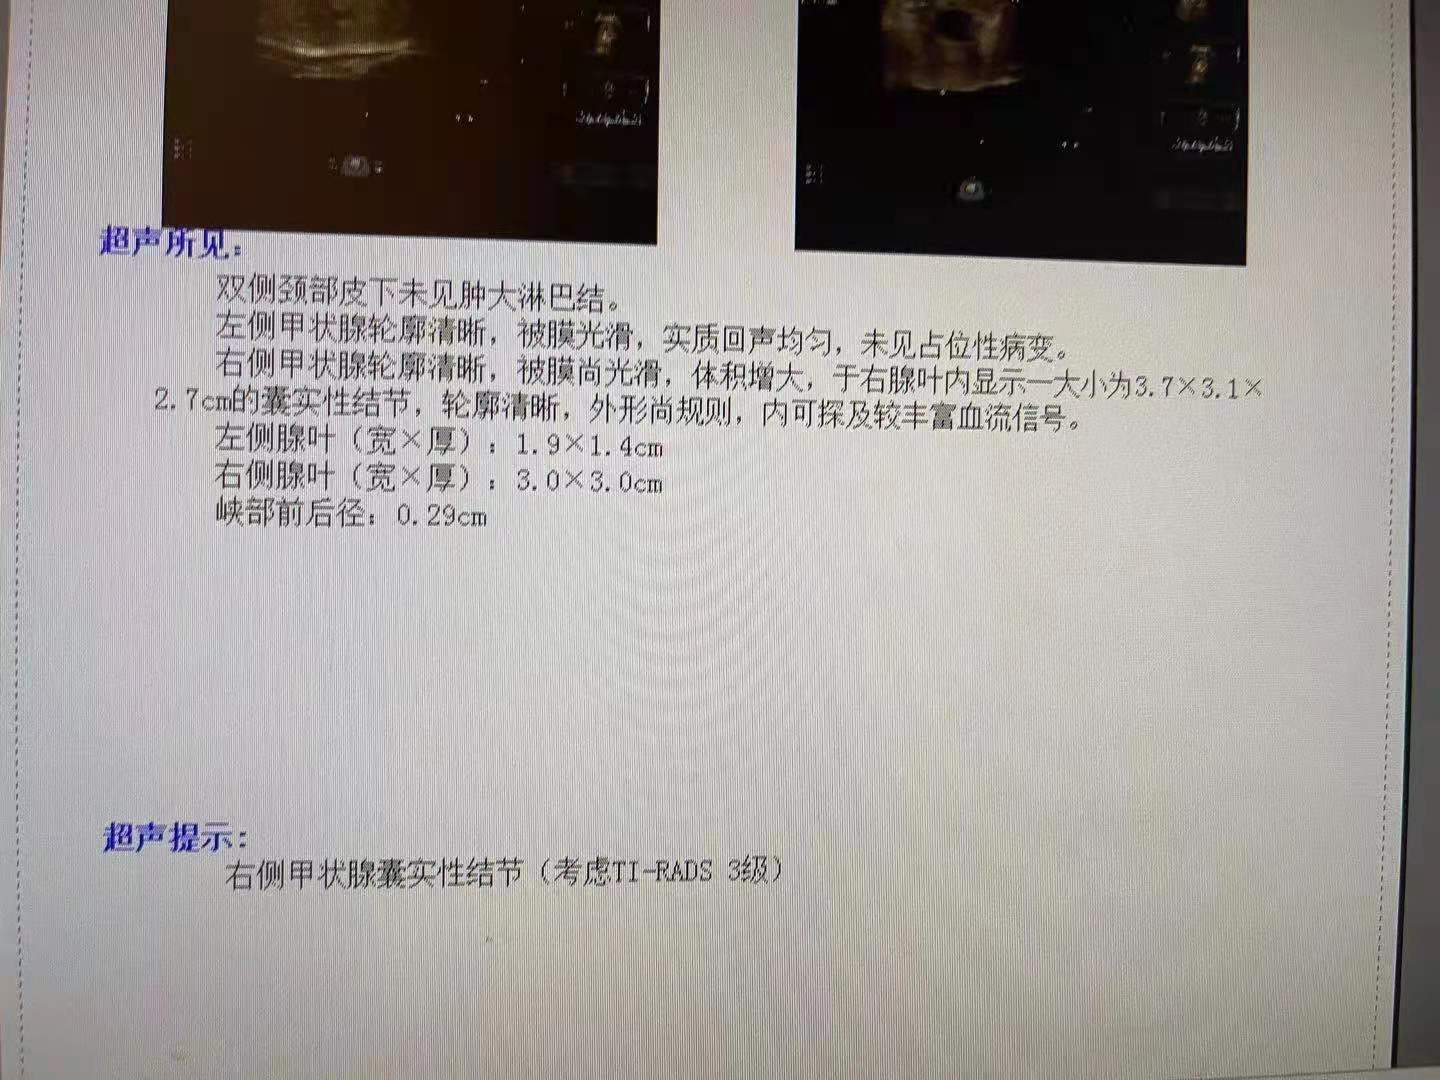 超声所见：
双侧颈部皮下未见肿大淋巴结。
左侧甲状腺轮廓清晰，被膜光滑，实质回声均匀，未见占位性病变。
右侧甲状腺轮廓清晰，被膜尚光滑，体积增大，于右腺叶内显示一大小为3.7×3.1×
2.7cm的囊实性结节，轮廓清晰，外形尚规则，内可探及较丰富血流信号。
左侧腺叶（宽×厚）：1.9×1.4cm
右侧腺叶（宽×厚）：3.0×3.0cm
峡部前后径：0.29cm
超声提示：
右侧甲状腺囊实性结节（考虑TI-RADS 3级）